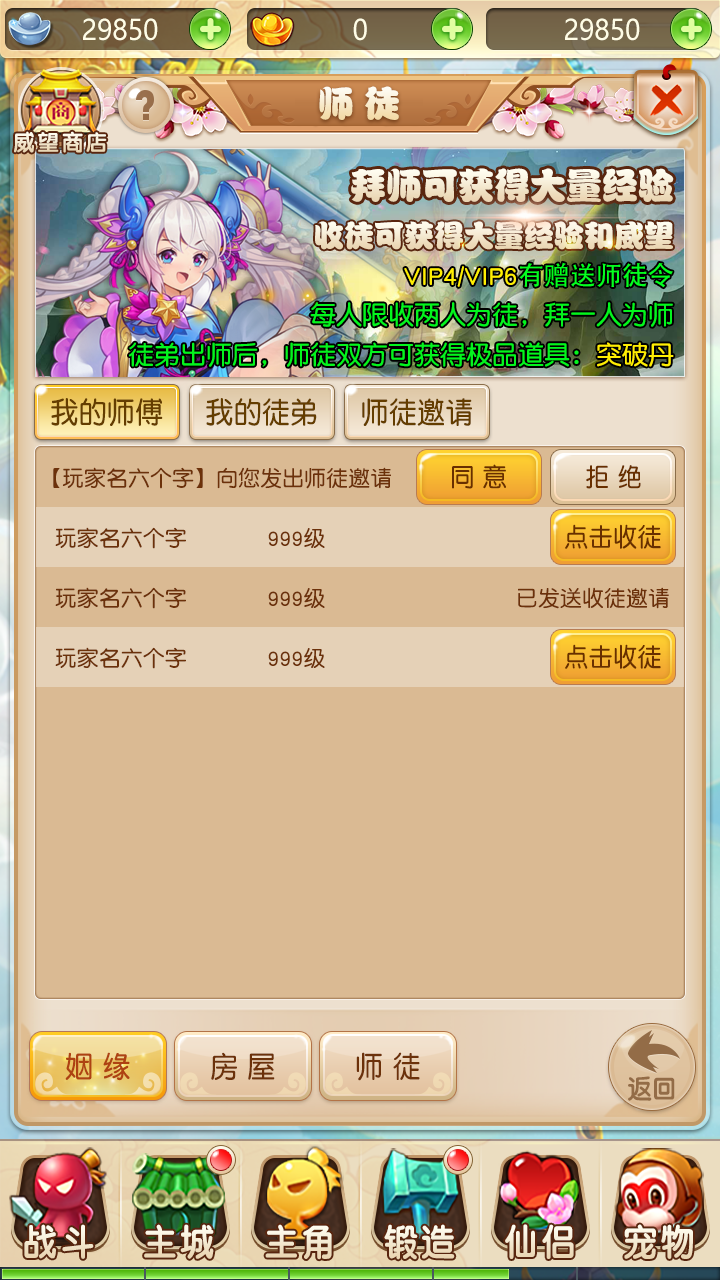 29850 0 29850
师徒
商
?
威望商店
拜师可获得大量经验
收徒可获得大量经验和威望
VIP4/VIP6有赠送师徒令
每人限收两人为徒，拜一人为师
徒弟出师后，师徒双方可获得极品道具：突破丹
我的师傅 我的徒弟 师徒邀请
【玩家名六个字】向您发出师徒邀请 同意 拒绝
玩家名六个字 999级 点击收徒
玩家名六个字 999级 已发送收徒邀请
玩家名六个字 999级 点击收徒
姻缘 房屋 师徒 返回
战斗 主城 主角 锻造 仙侣 宠物